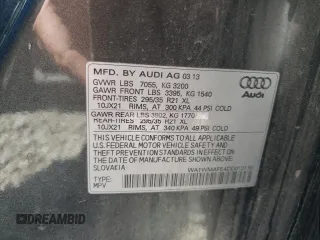 MFD. BY AUDI AG 03 13
GVWR LBS 7055, KG 3200
GAWR FRONT LBS 3395, KG 1540
FRONT-TIRES 295/35 R21 XL
10JX21 RIMS, AT 300 KPA 44 PSI COLD
GAWR REAR LBS 3902, KG 1770
REAR-TIRES 295/35 R21 XL
10JX21 RIMS, AT 340 KPA 49 PSI COLD
THIS VEHICLE CONFORMS TO ALL APPLICABLE
U.S. FEDERAL MOTOR VEHICLE SAFETY AND
THEFT PREVENTION STANDARDS IN EFFECT ON
THE DATE OF MANUFACTURE SHOWN ABOVE.
SLOVAKIA
TYPE:
MPV
Audi
DREAMBID